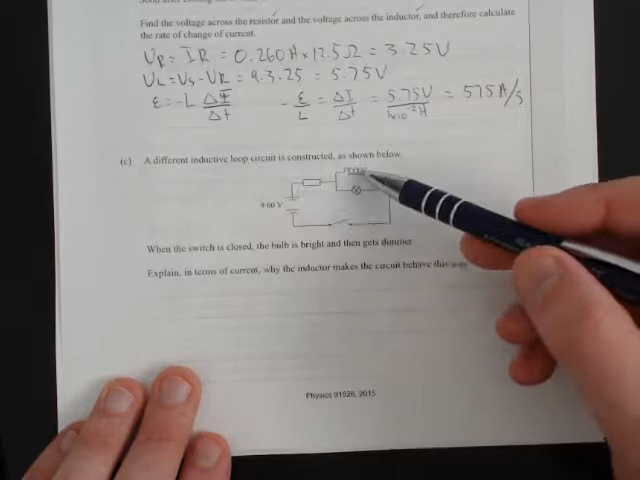 Find the voltage across the resistor and the voltage across the inductor, and therefore calculate
the rate of change of current.
VR = IR = 0.260A × 12.5Ω = 3.25V
VL = VS - VR = 9.3.25 = 5.75V
ε = -L ΔI/Δt   - ε/L = ΔI/Δt = 5.75V/1x10⁻²H = 575A/s
(c) A different inductive loop circuit is constructed, as shown below.
9.00 V
When the switch is closed, the bulb is bright and then gets dimmer
Explain, in terms of current, why the inductor makes the circuit behave this way
Physics 91526, 2015